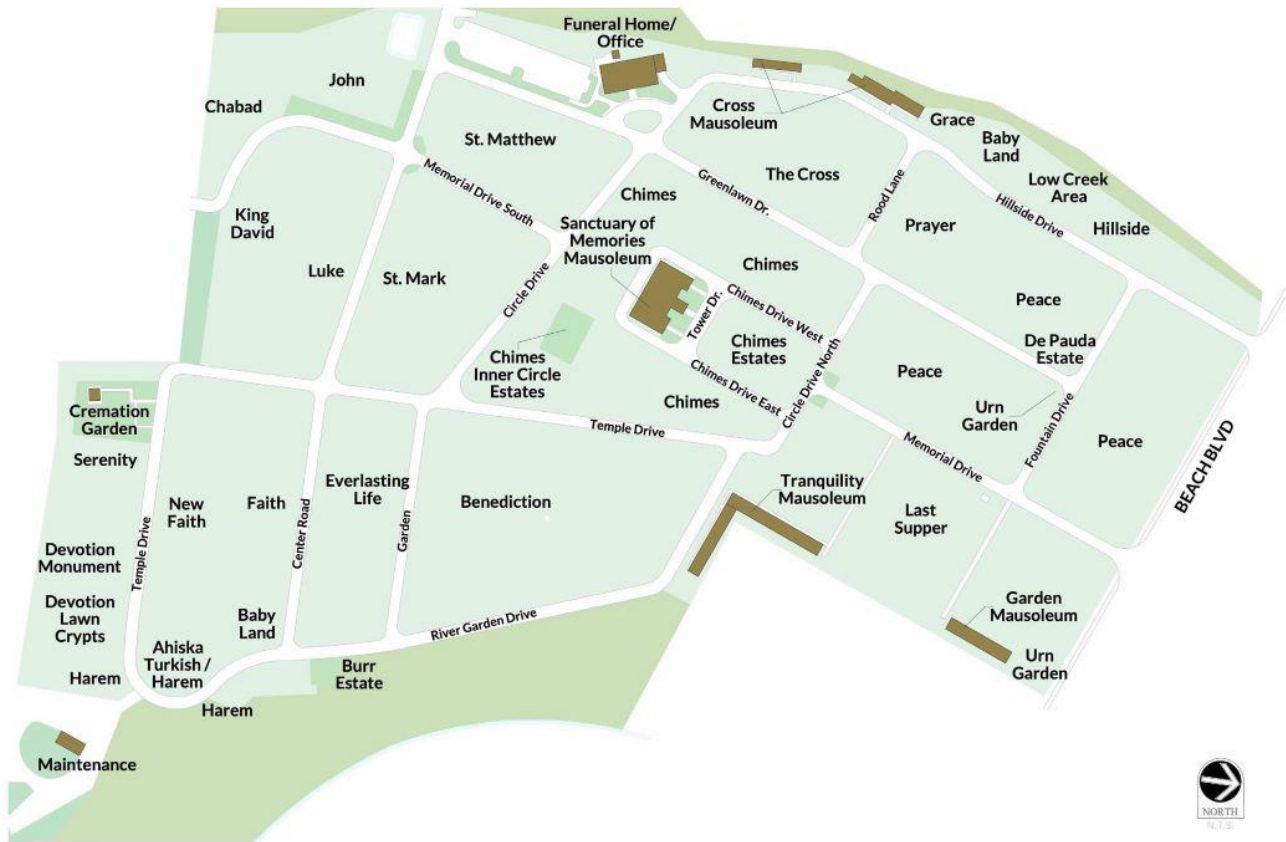 Funeral Home/
Office
John
Chabad
Cross
Mausoleum
Grace
Baby
Land
Low Creek
Area
Hillside
St. Matthew
Memorial Drive South
Chimes
Greenlawn Dr.
The Cross
Rood Lane
Prayer
Hillside Drive
King
David
Luke
St. Mark
Circle Drive
Sanctuary of
Memories
Mausoleum
Chimes
Tower Dr.
Chimes Drive West
Chimes
Estates
Chimes Drive East
Circle Drive North
Peace
De Pauda
Estate
Peace
Urn
Garden
Fountain Drive
Peace
BEACH BLVD
Chimes
Inner Circle
Estates
Chimes
Temple Drive
Memorial Drive
Cremation
Garden
Serenity
New
Faith
Faith
Center Road
Everlasting
Life
Garden
Benediction
Tranquility
Mausoleum
Last
Supper
Temple Drive
Devotion
Monument
Devotion
Lawn
Crypts
Harem
Ahiska
Turkish /
Harem
Baby
Land
River Garden Drive
Burr
Estate
Harem
Garden
Mausoleum
Urn
Garden
Maintenance
NORTH
N.T.S.